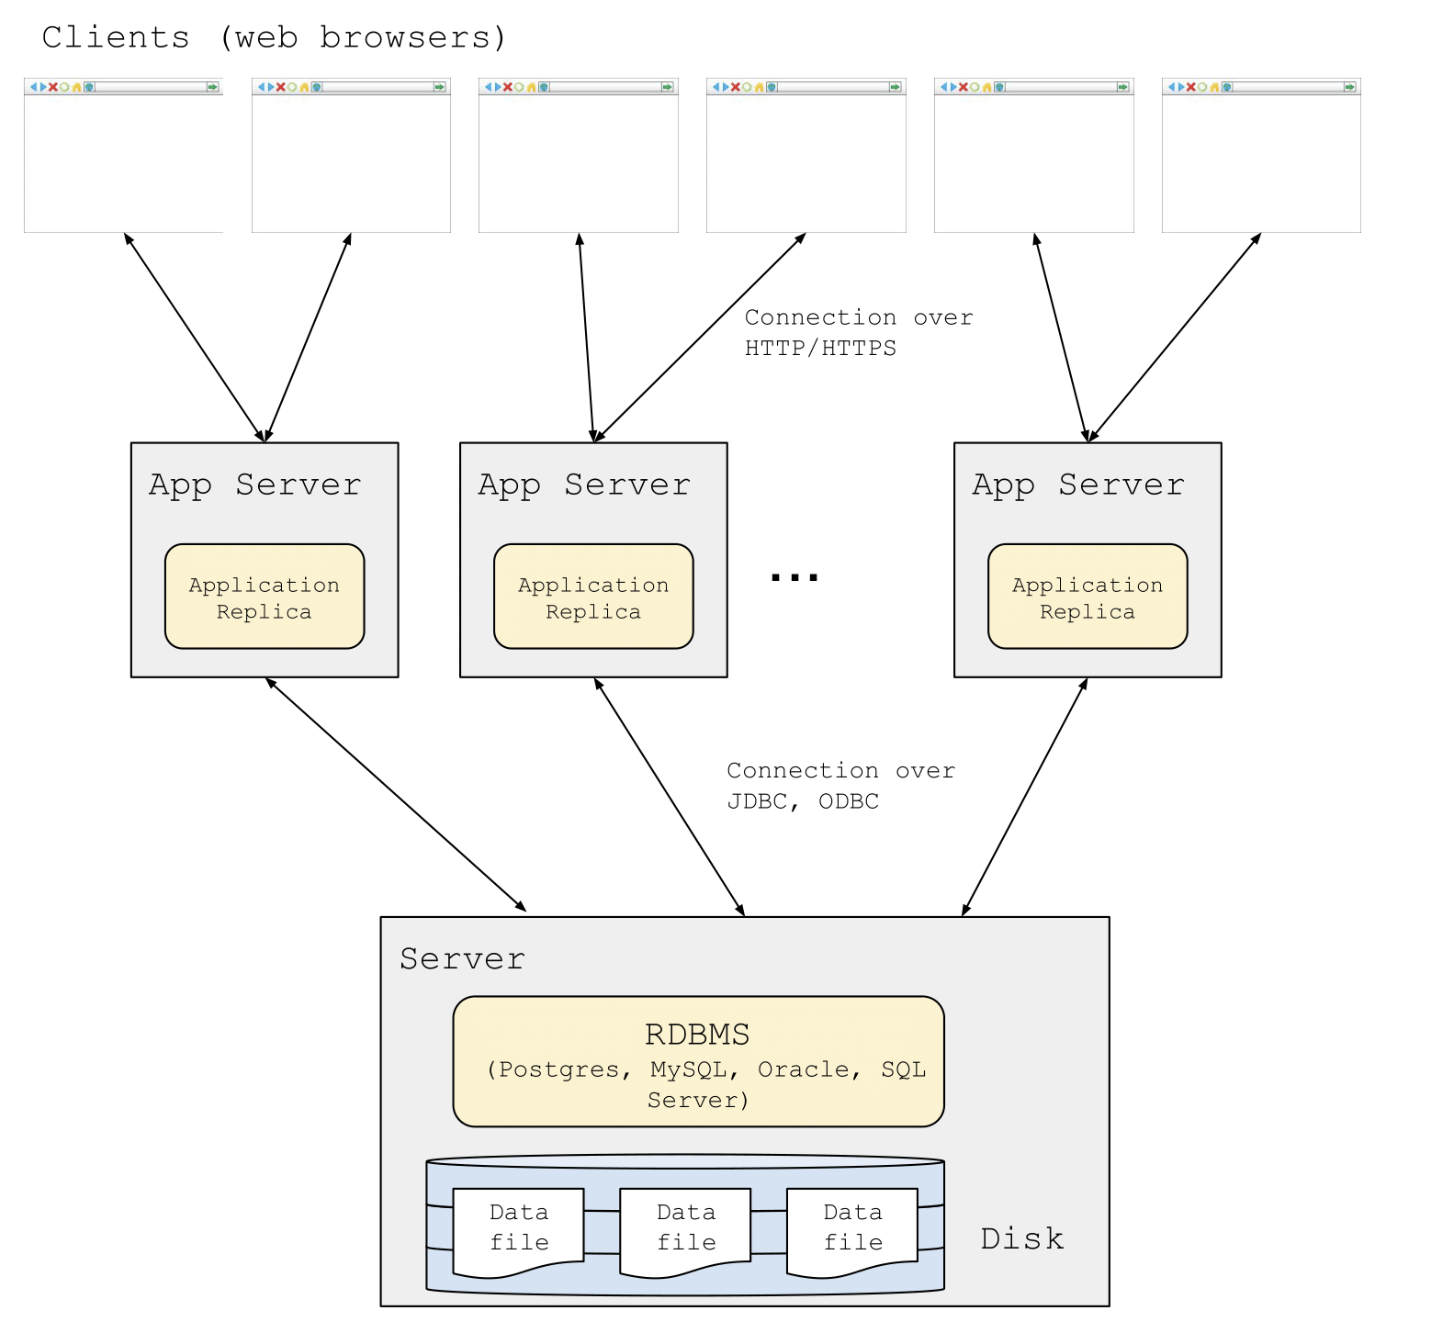 Clients (web browsers)
Connection over
HTTP/HTTPS
App Server
App Server
App Server
Application
Replica
Application
Replica
...
Application
Replica
Connection over
JDBC, ODBC
Server
RDBMS
(Postgres, MySQL, Oracle, SQL
Server)
Data
file
Data
file
Data
file
Disk